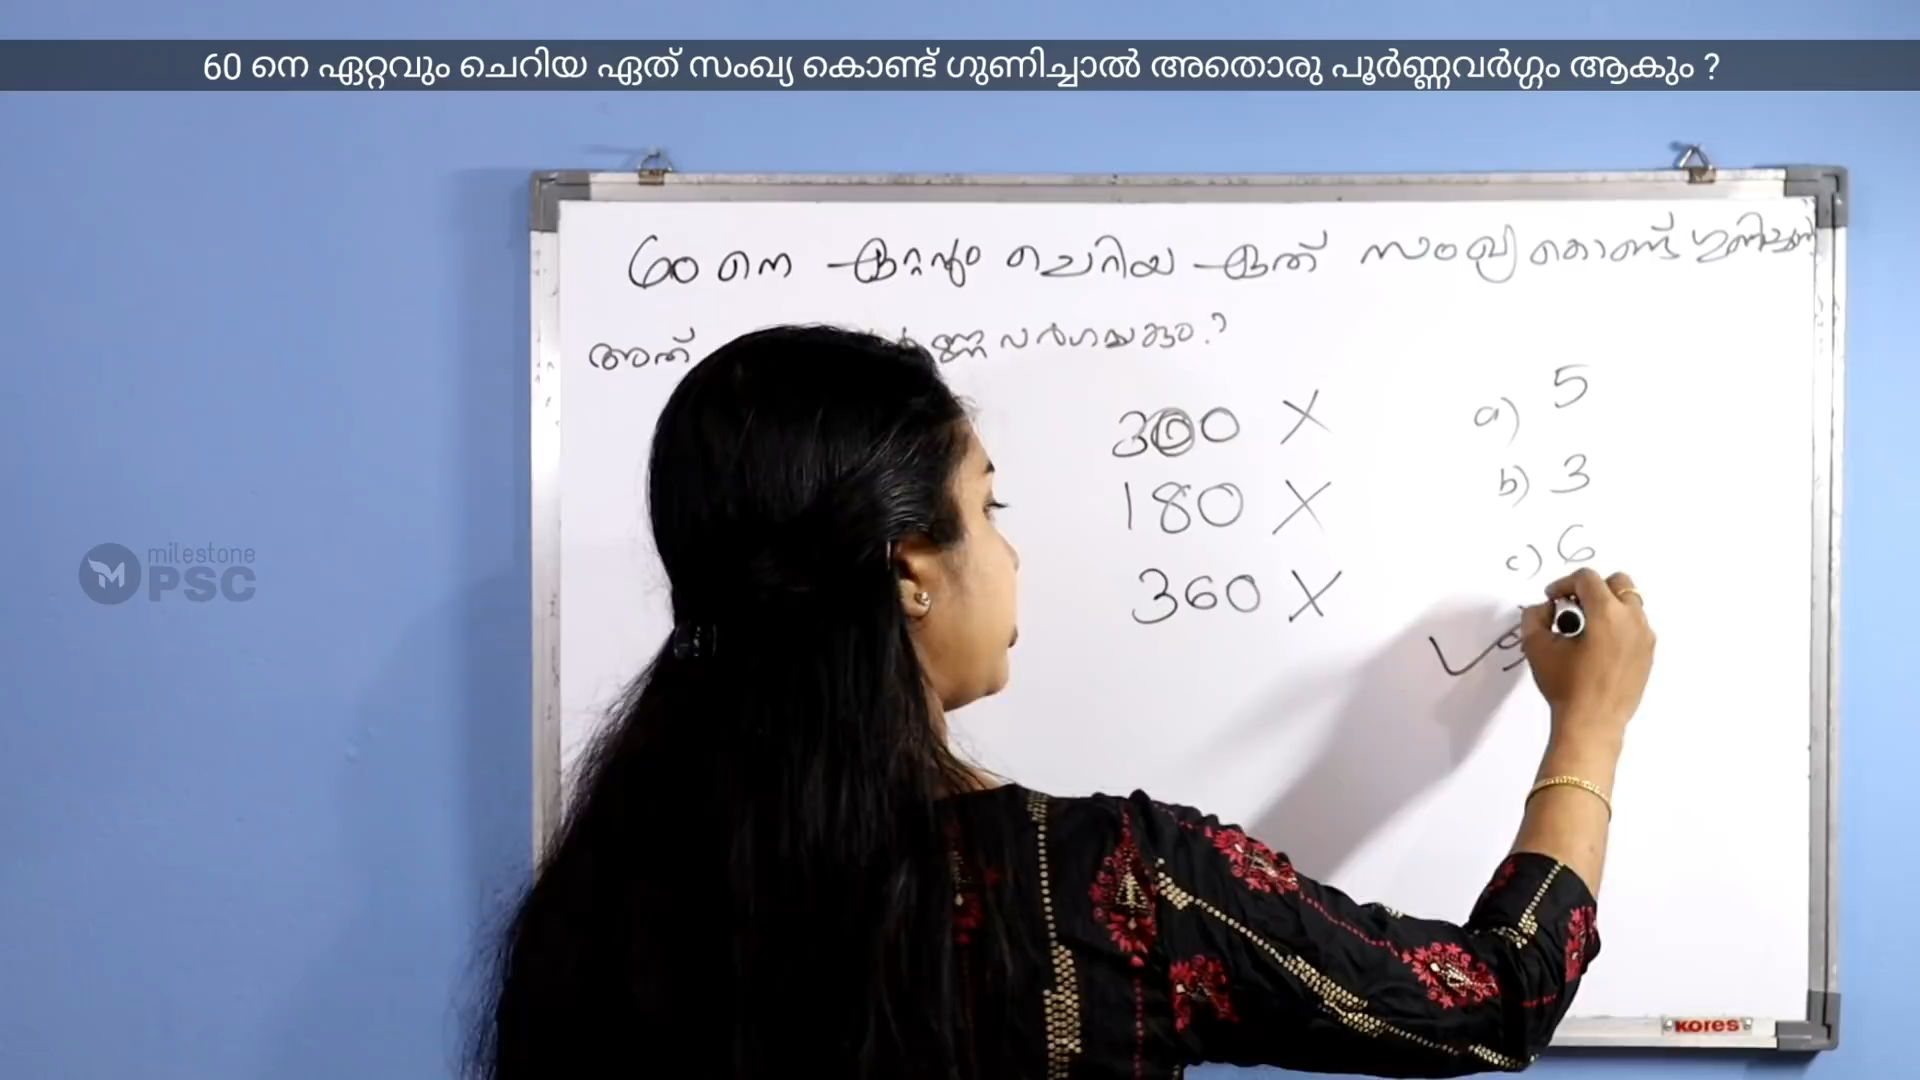 60 നെ ഏറ്റവും ചെറിയ ഏത് സംഖ്യ കൊണ്ട് ഗുണിച്ചാൽ അതൊരു പൂർണ്ണവർഗ്ഗം ആകും ?
60 നെ ഏറ്റവും ചെറിയ ഏത് സംഖ്യ കൊണ്ട്
അത്
300 X
180 X
360 X
a) 5
b) 3
c) 6
milestone
PSC
KORES